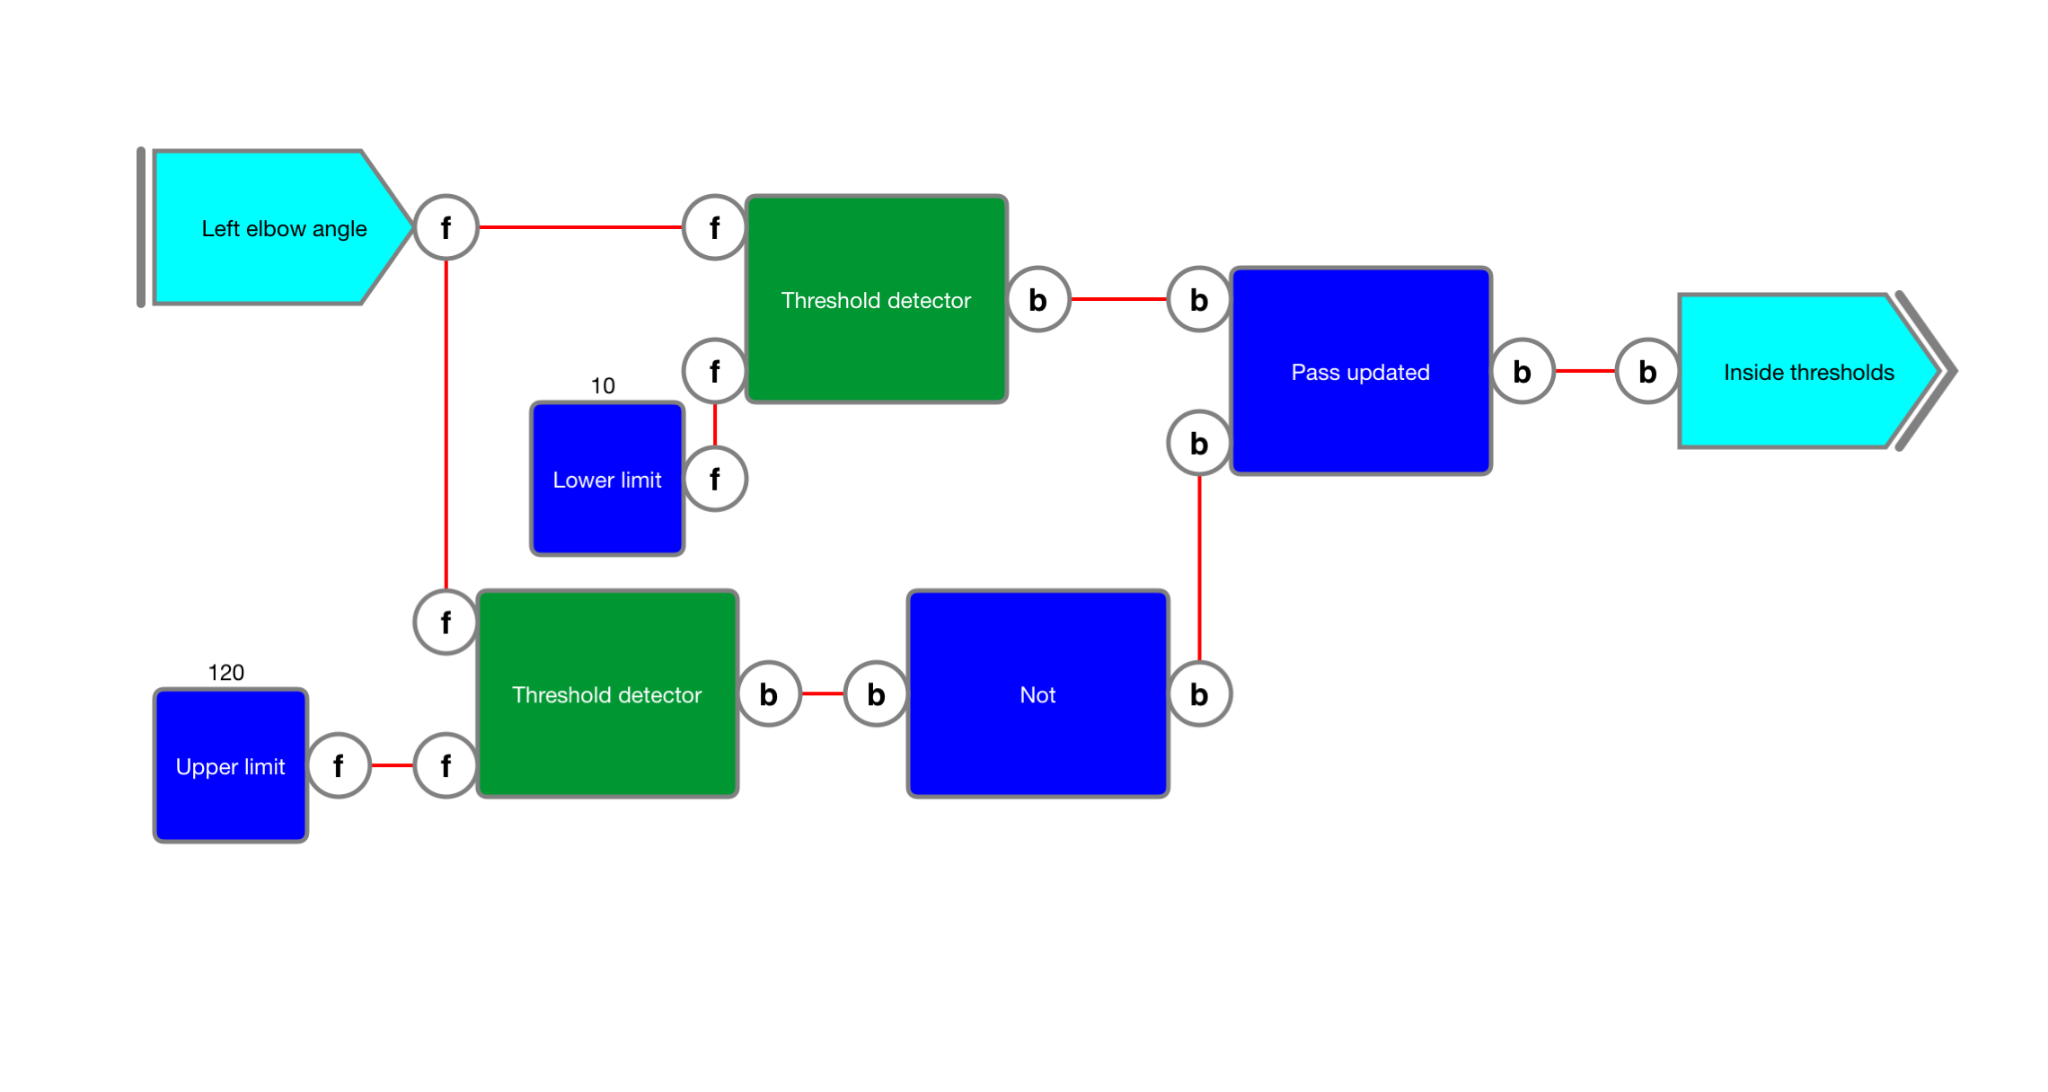 Left elbow angle
f
f
Threshold detector
b
b
f
10
Lower limit
f
Pass updated
b
b
b
Inside thresholds
f
120
Upper limit
f
f
Threshold detector
b
b
Not
b